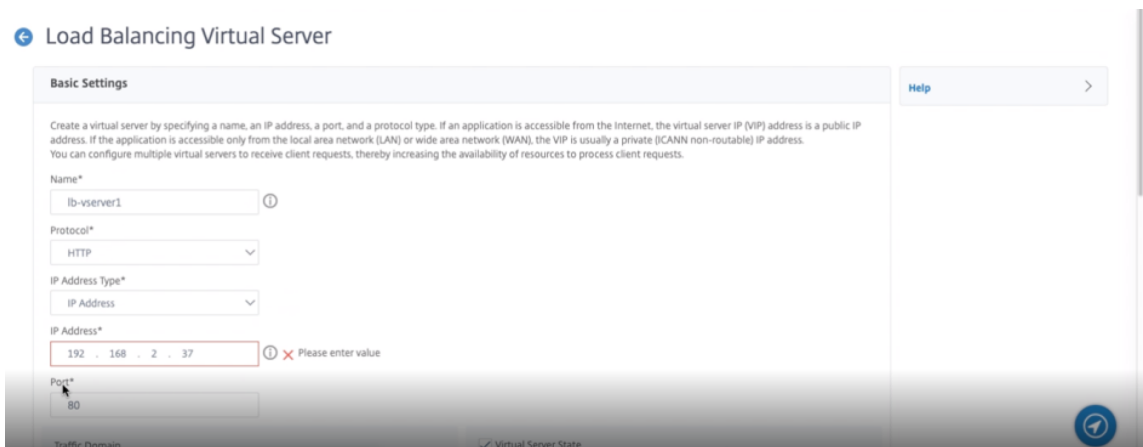 Load Balancing Virtual Server
Basic Settings
Help
Create a virtual server by specifying a name, an IP address, a port, and a protocol type. If an application is accessible from the Internet, the virtual server IP (VIP) address is a public IP
address. If the application is accessible only from the local area network (LAN) or wide area network (WAN), the VIP is usually a private (ICANN non-routable) IP address.
You can configure multiple virtual servers to receive client requests, thereby increasing the availability of resources to process client requests.
Name*
lb-vserver1
Protocol*
HTTP
IP Address Type*
IP Address
IP Address*
192 . 168 . 2 . 37
Please enter value
Port*
80
Traffic Domain
Virtual Server State